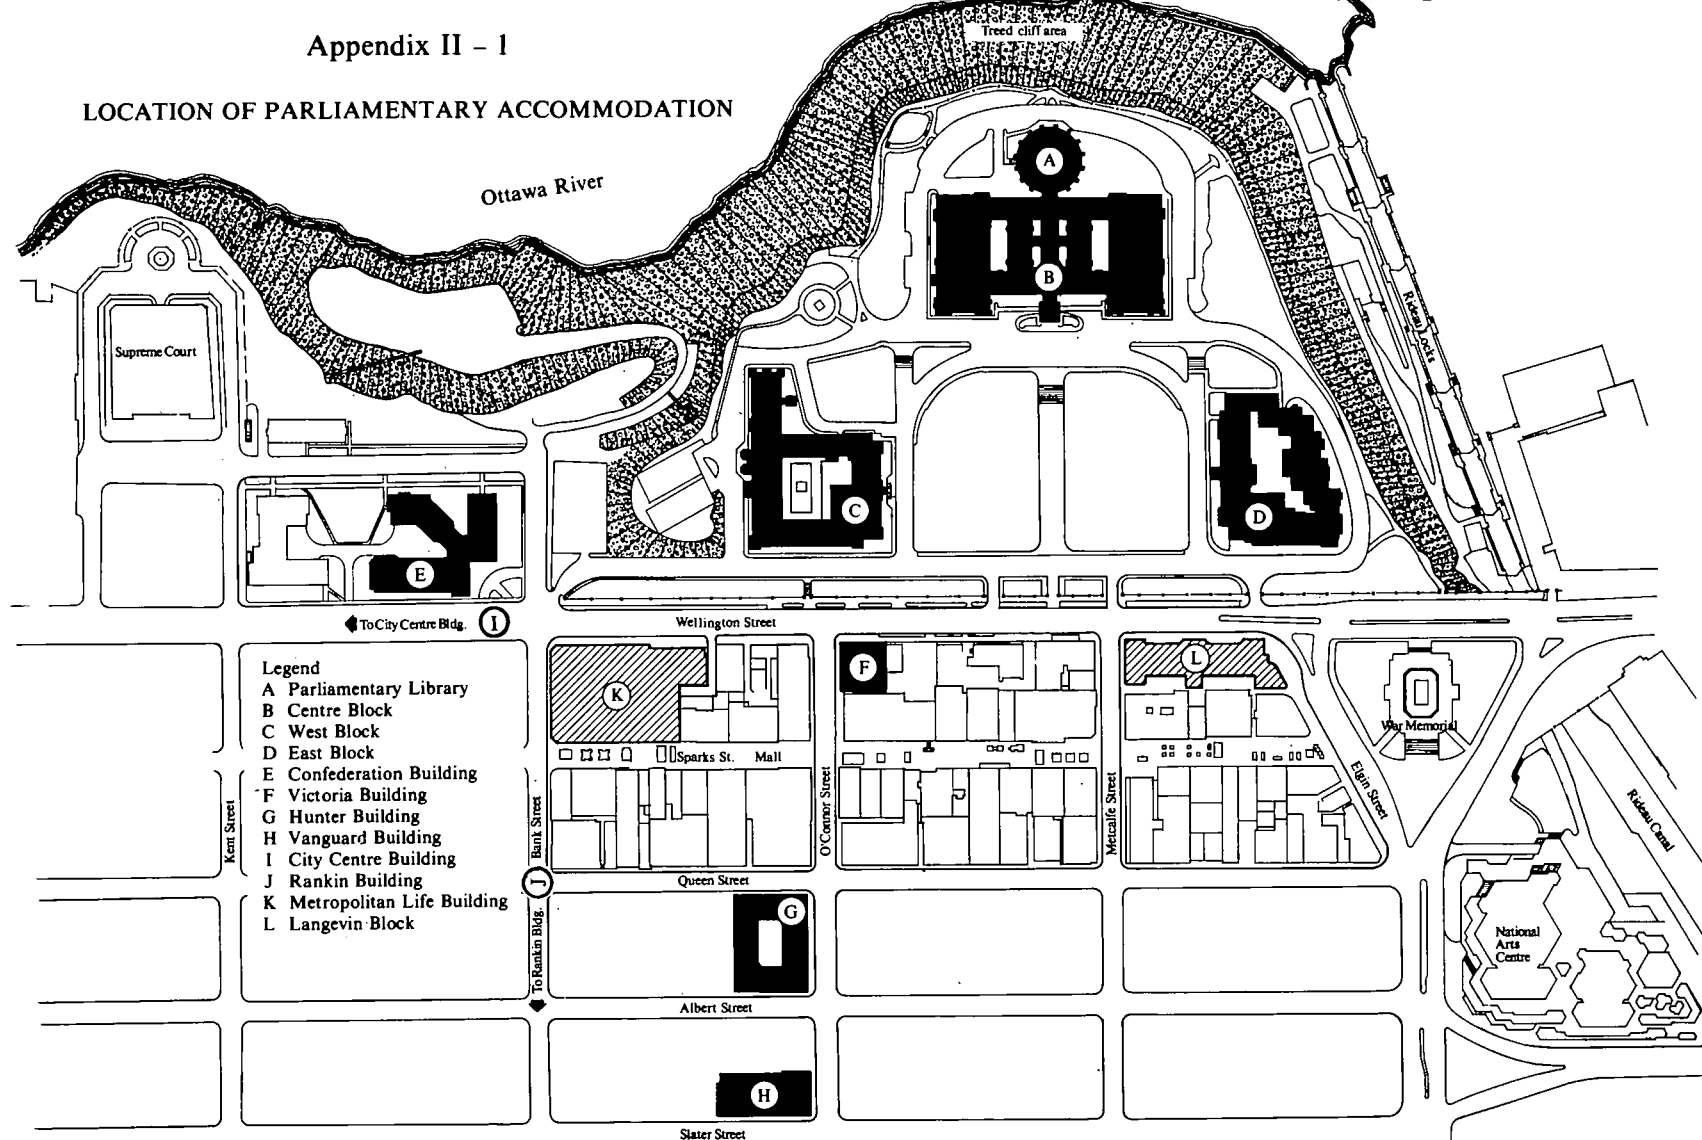 Appendix II – 1
LOCATION OF PARLIAMENTARY ACCOMMODATION
Treed cliff area
Ottawa River
A
B
Supreme Court
Rideau Locks
C
D
E
To City Centre Bldg.
I
Wellington Street
Legend
A Parliamentary Library
B Centre Block
C West Block
D East Block
E Confederation Building
F Victoria Building
G Hunter Building
H Vanguard Building
I City Centre Building
J Rankin Building
K Metropolitan Life Building
L Langevin Block
K
F
L
War Memorial
Sparks St. Mall
Kent Street
Bank Street
O'Connor Street
Metcalfe Street
Elgin Street
Rideau Canal
J
Queen Street
To Rankin Bldg.
G
National
Arts
Centre
Albert Street
H
Slater Street